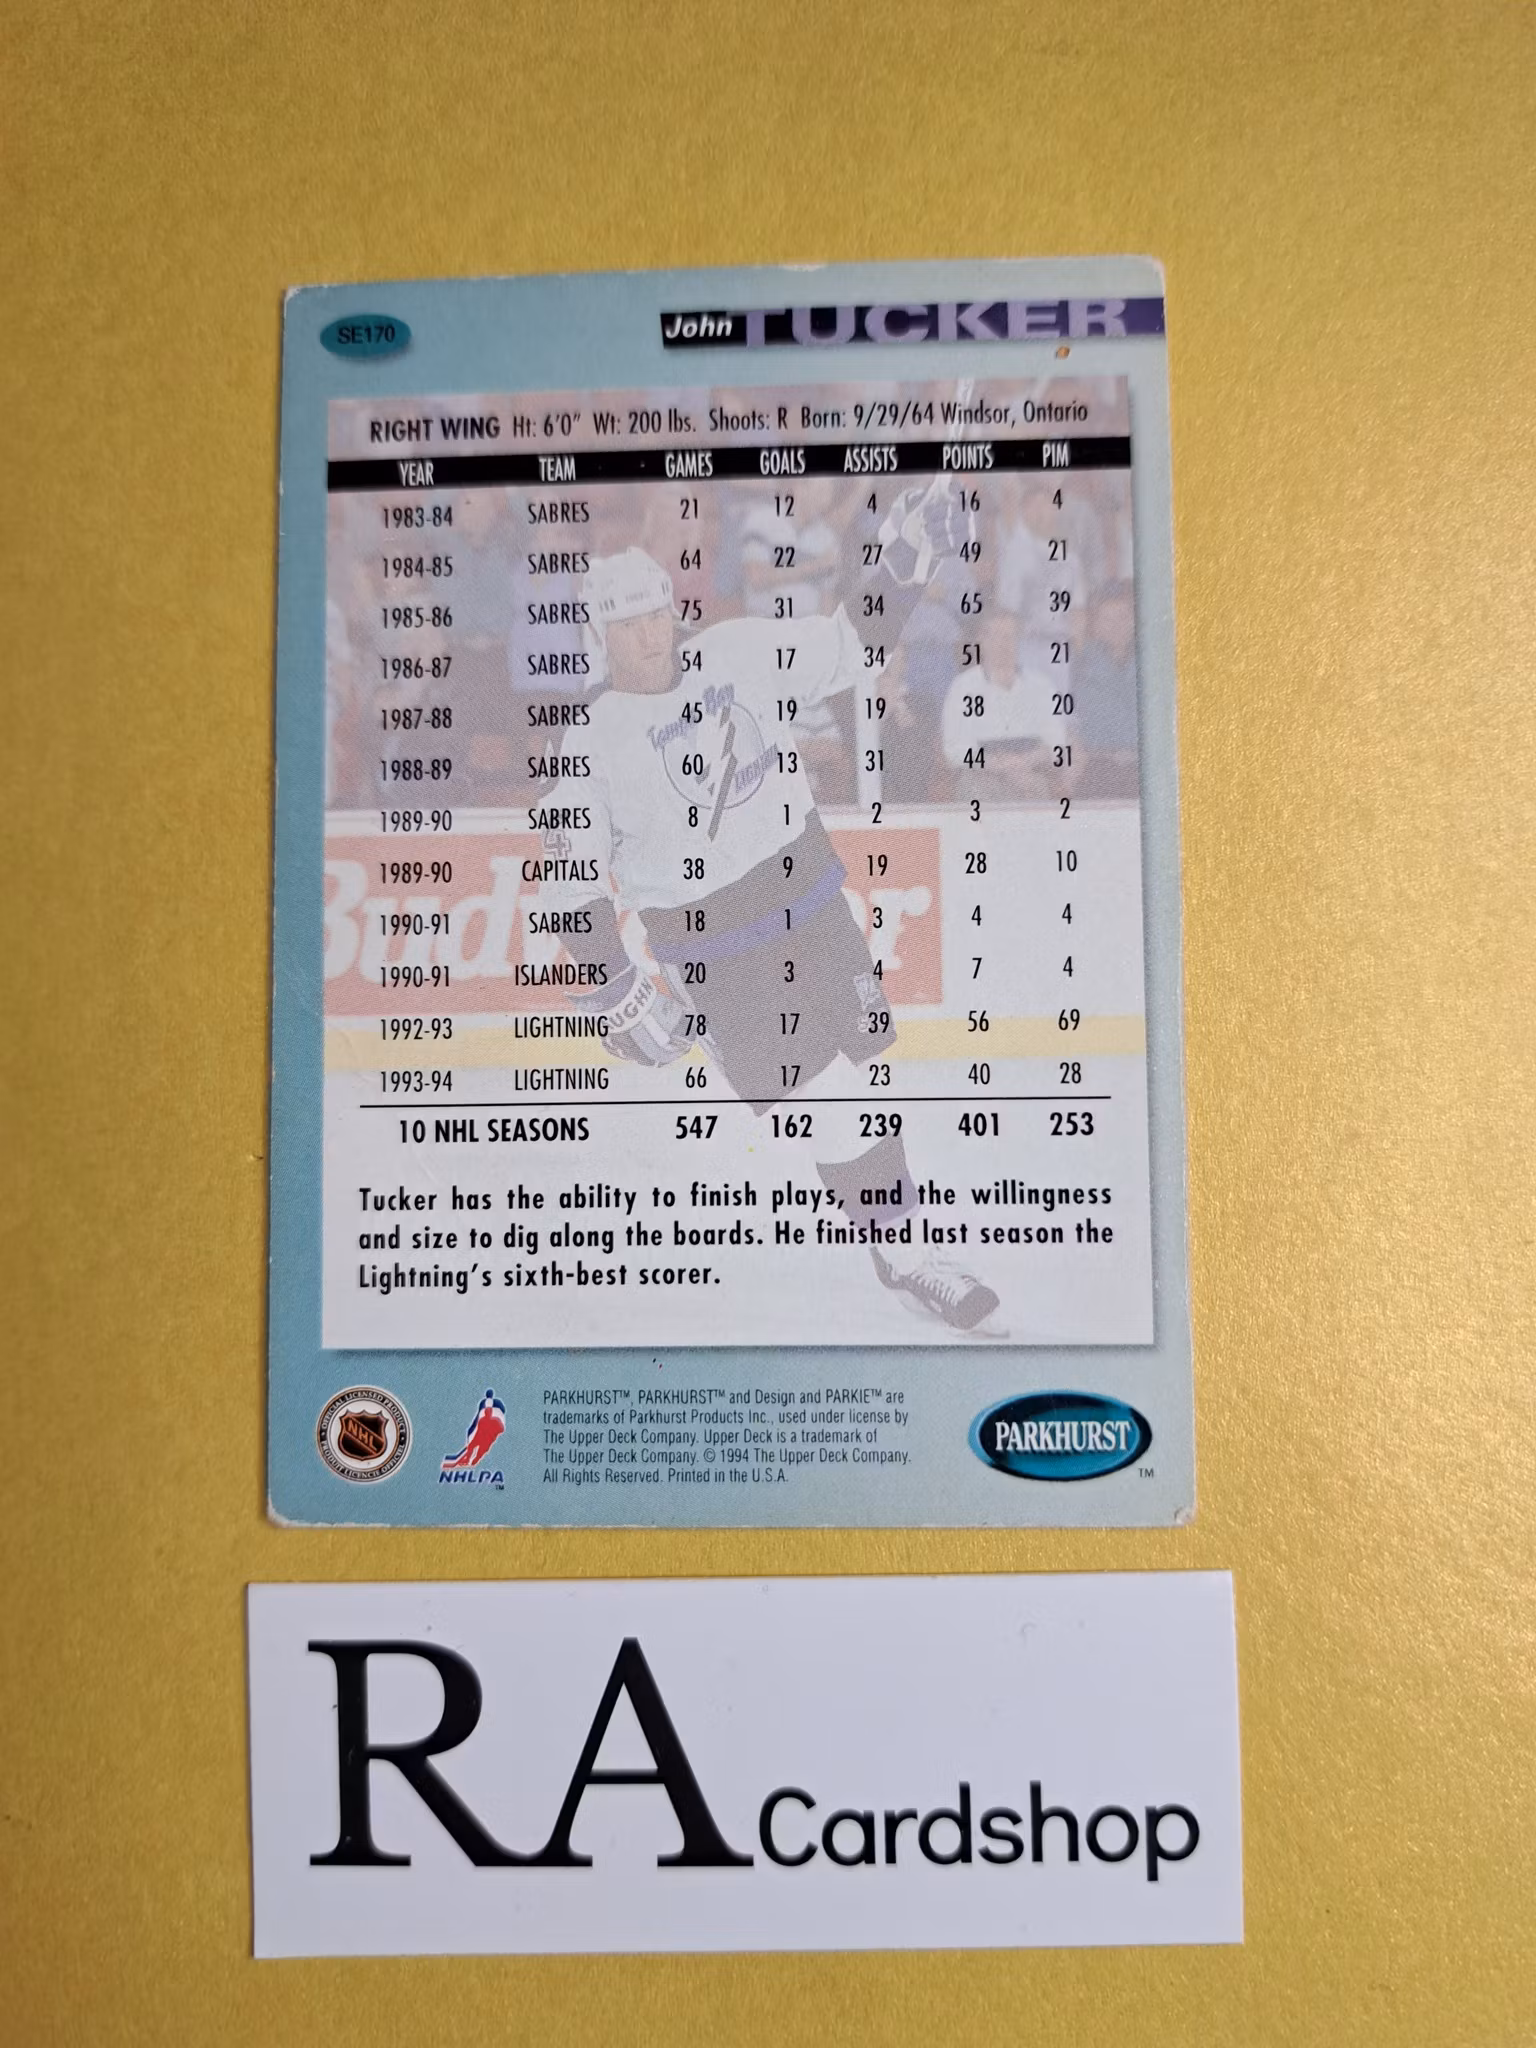 SE170
John TUCKER
RIGHT WING Ht: 6'0" Wt: 200 lbs. Shoots: R Born: 9/29/64 Windsor, Ontario
YEAR TEAM GAMES GOALS ASSISTS POINTS PIM
1983-84 SABRES 21 12 4 16 4
1984-85 SABRES 64 22 27 49 21
1985-86 SABRES 75 31 34 65 39
1986-87 SABRES 54 17 34 51 21
1987-88 SABRES 45 19 19 38 20
1988-89 SABRES 60 13 31 44 31
1989-90 SABRES 8 1 2 3 2
1989-90 CAPITALS 38 9 19 28 10
1990-91 SABRES 18 1 3 4 4
1990-91 ISLANDERS 20 3 4 7 4
1992-93 LIGHTNING 78 17 39 56 69
1993-94 LIGHTNING 66 17 23 40 28
10 NHL SEASONS 547 162 239 401 253
Tucker has the ability to finish plays, and the willingness
and size to dig along the boards. He finished last season the
Lightning's sixth-best scorer.
NHL
NHLPA
PARKHURST™, PARKHURST™ and Design and PARKIE™ are
trademarks of Parkhurst Products Inc., used under license by
The Upper Deck Company. Upper Deck is a trademark of
The Upper Deck Company. © 1994 The Upper Deck Company.
All Rights Reserved. Printed in the U.S.A.
PARKHURST
TM
RA Cardshop